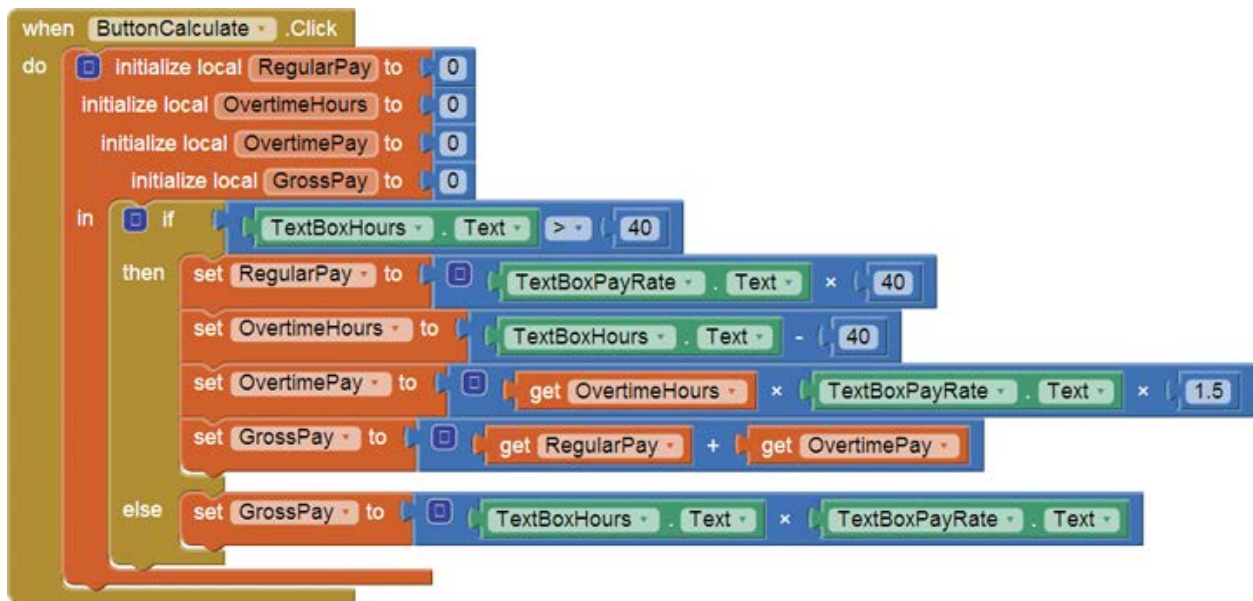 when ButtonCalculate .Click
do initialize local RegularPay to 0
initialize local OvertimeHours to 0
initialize local OvertimePay to 0
initialize local GrossPay to 0
in if TextBoxHours . Text > 40
then set RegularPay to TextBoxPayRate . Text × 40
set OvertimeHours to TextBoxHours . Text - 40
set OvertimePay to get OvertimeHours × TextBoxPayRate . Text × 1.5
set GrossPay to get RegularPay + get OvertimePay
else set GrossPay to TextBoxHours . Text × TextBoxPayRate . Text